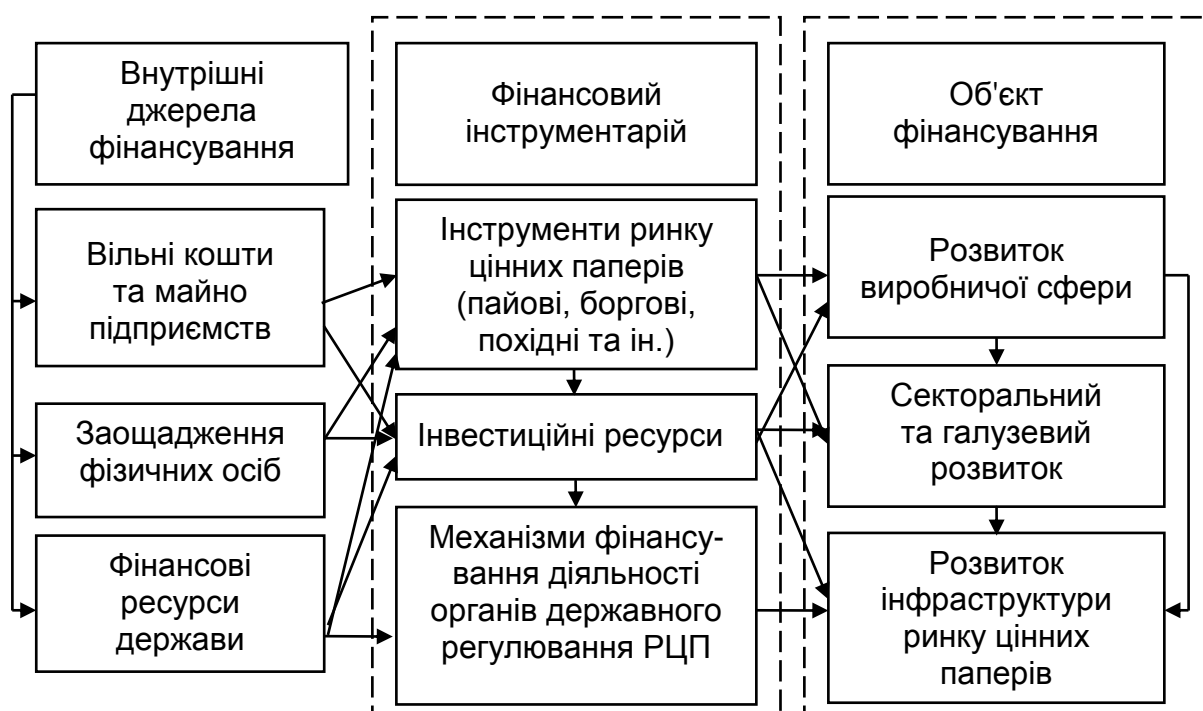 Внутрішні
джерела
фінансування
Вільні кошти
та майно
підприємств
Заощадження
фізичних осіб
Фінансові
ресурси
держави
Фінансовий
інструментарій
Інструменти ринку
цінних паперів
(пайові, боргові,
похідні та ін.)
Інвестиційні ресурси
Механізми фінансу-
вання діяльності
органів державного
регулювання РЦП
Об'єкт
фінансування
Розвиток
виробничої сфери
Секторальний
та галузевий
розвиток
Розвиток
інфраструктури
ринку цінних
паперів